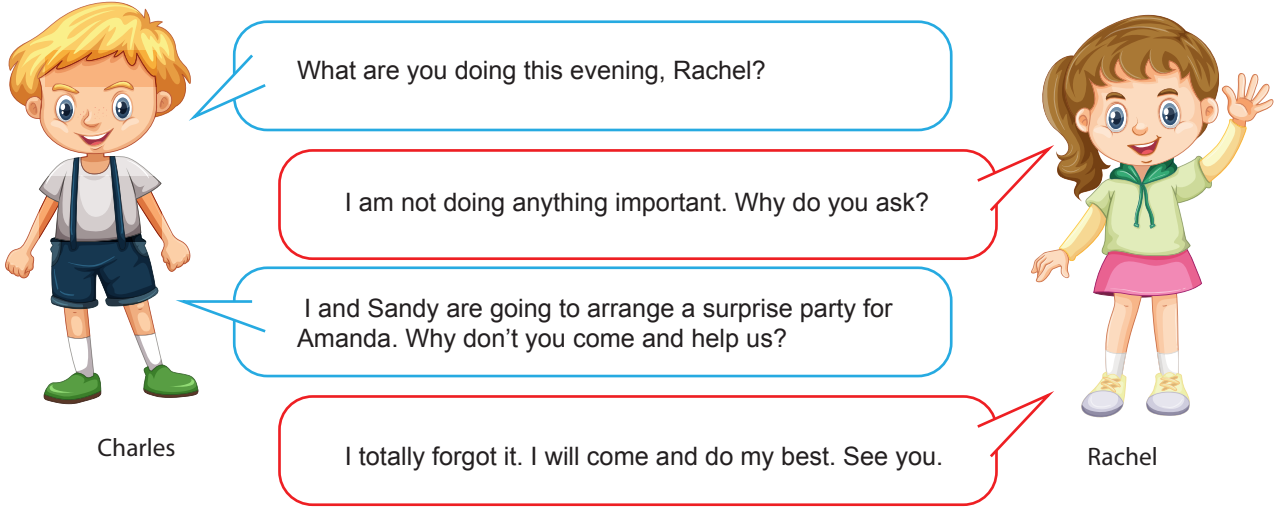 What are you doing this evening, Rachel?
I am not doing anything important. Why do you ask?
I and Sandy are going to arrange a surprise party for
Amanda. Why don’t you come and help us?
I totally forgot it. I will come and do my best. See you.
Charles
Rachel